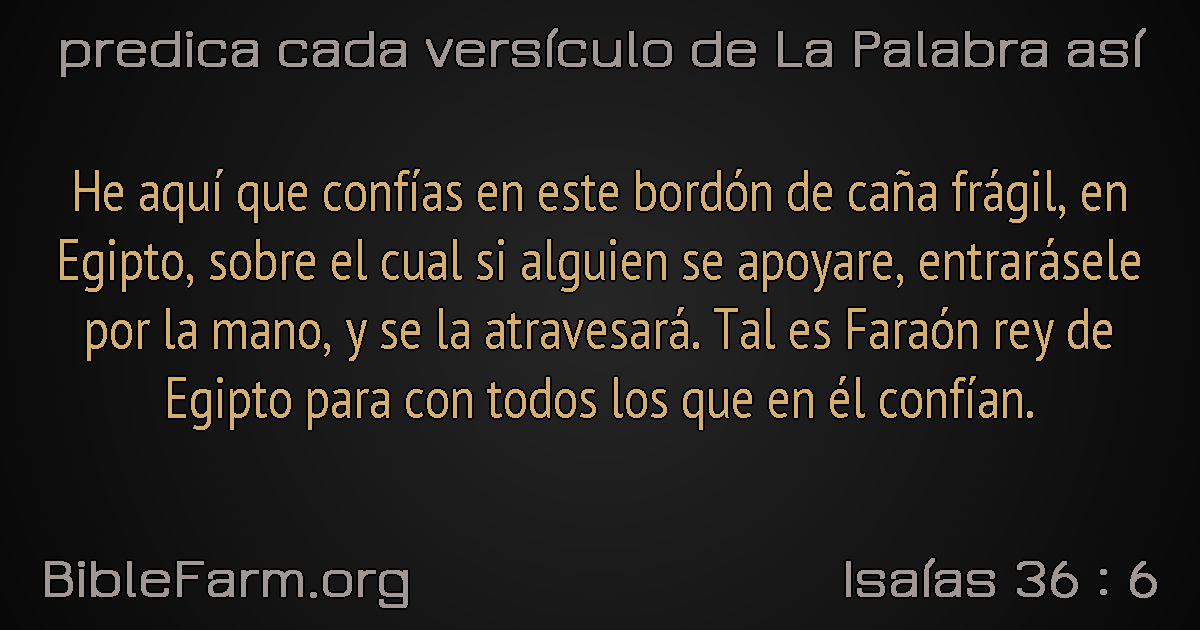 predica cada versículo de La Palabra así
He aquí que confías en este bordón de caña frágil, en
Egipto, sobre el cual si alguien se apoyare, entrarásele
por la mano, y se la atravesará. Tal es Faraón rey de
Egipto para con todos los que en él confían.
BibleFarm.org
Isaías 36 : 6